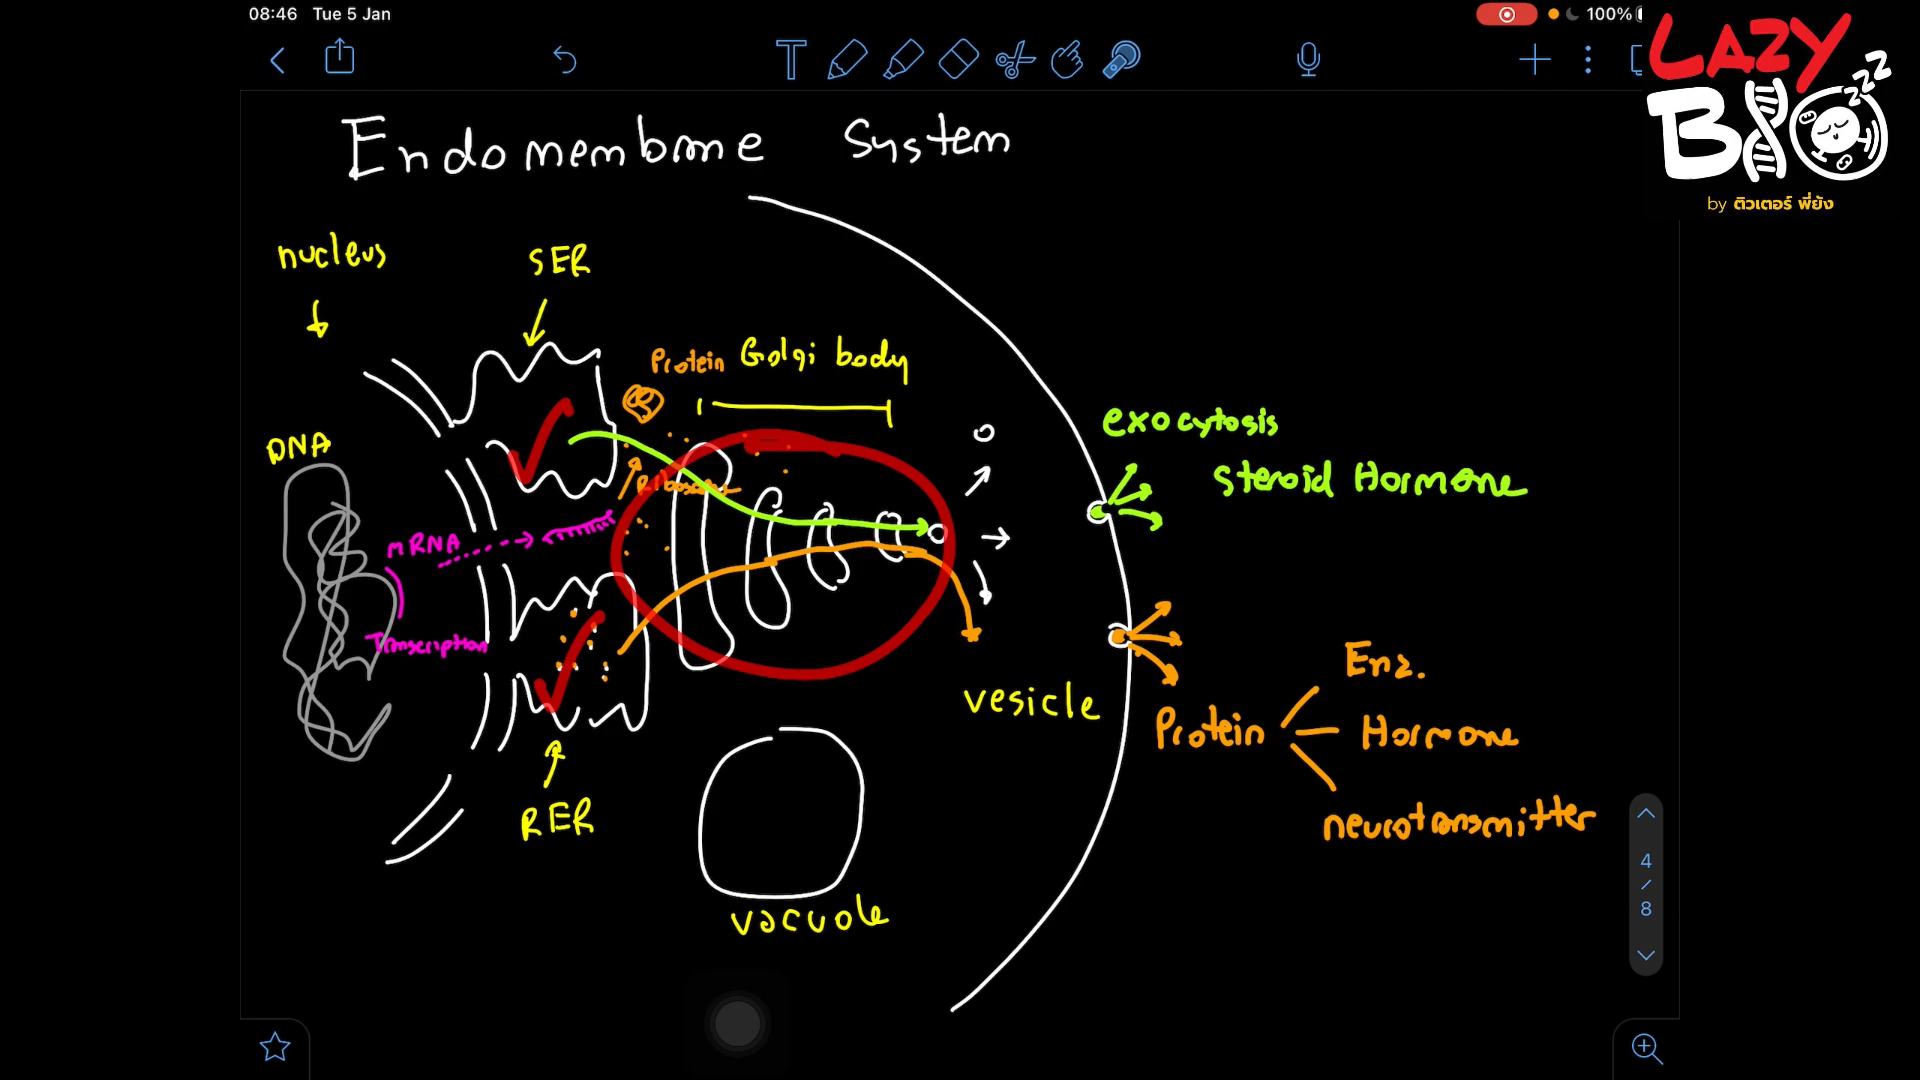 08:46 Tue 5 Jan
100%
LAZY
BIO
zzz
by ติวเตอร์ พี่ยัง
Endomembrane System
nucleus
SER
Protein
Golgi body
exocytosis
Steroid Hormone
DNA
Ribosome
mRNA
Transcription
Enz.
vesicle
Protein
Hormone
RER
neurotransmitter
vacuole
4
/
8